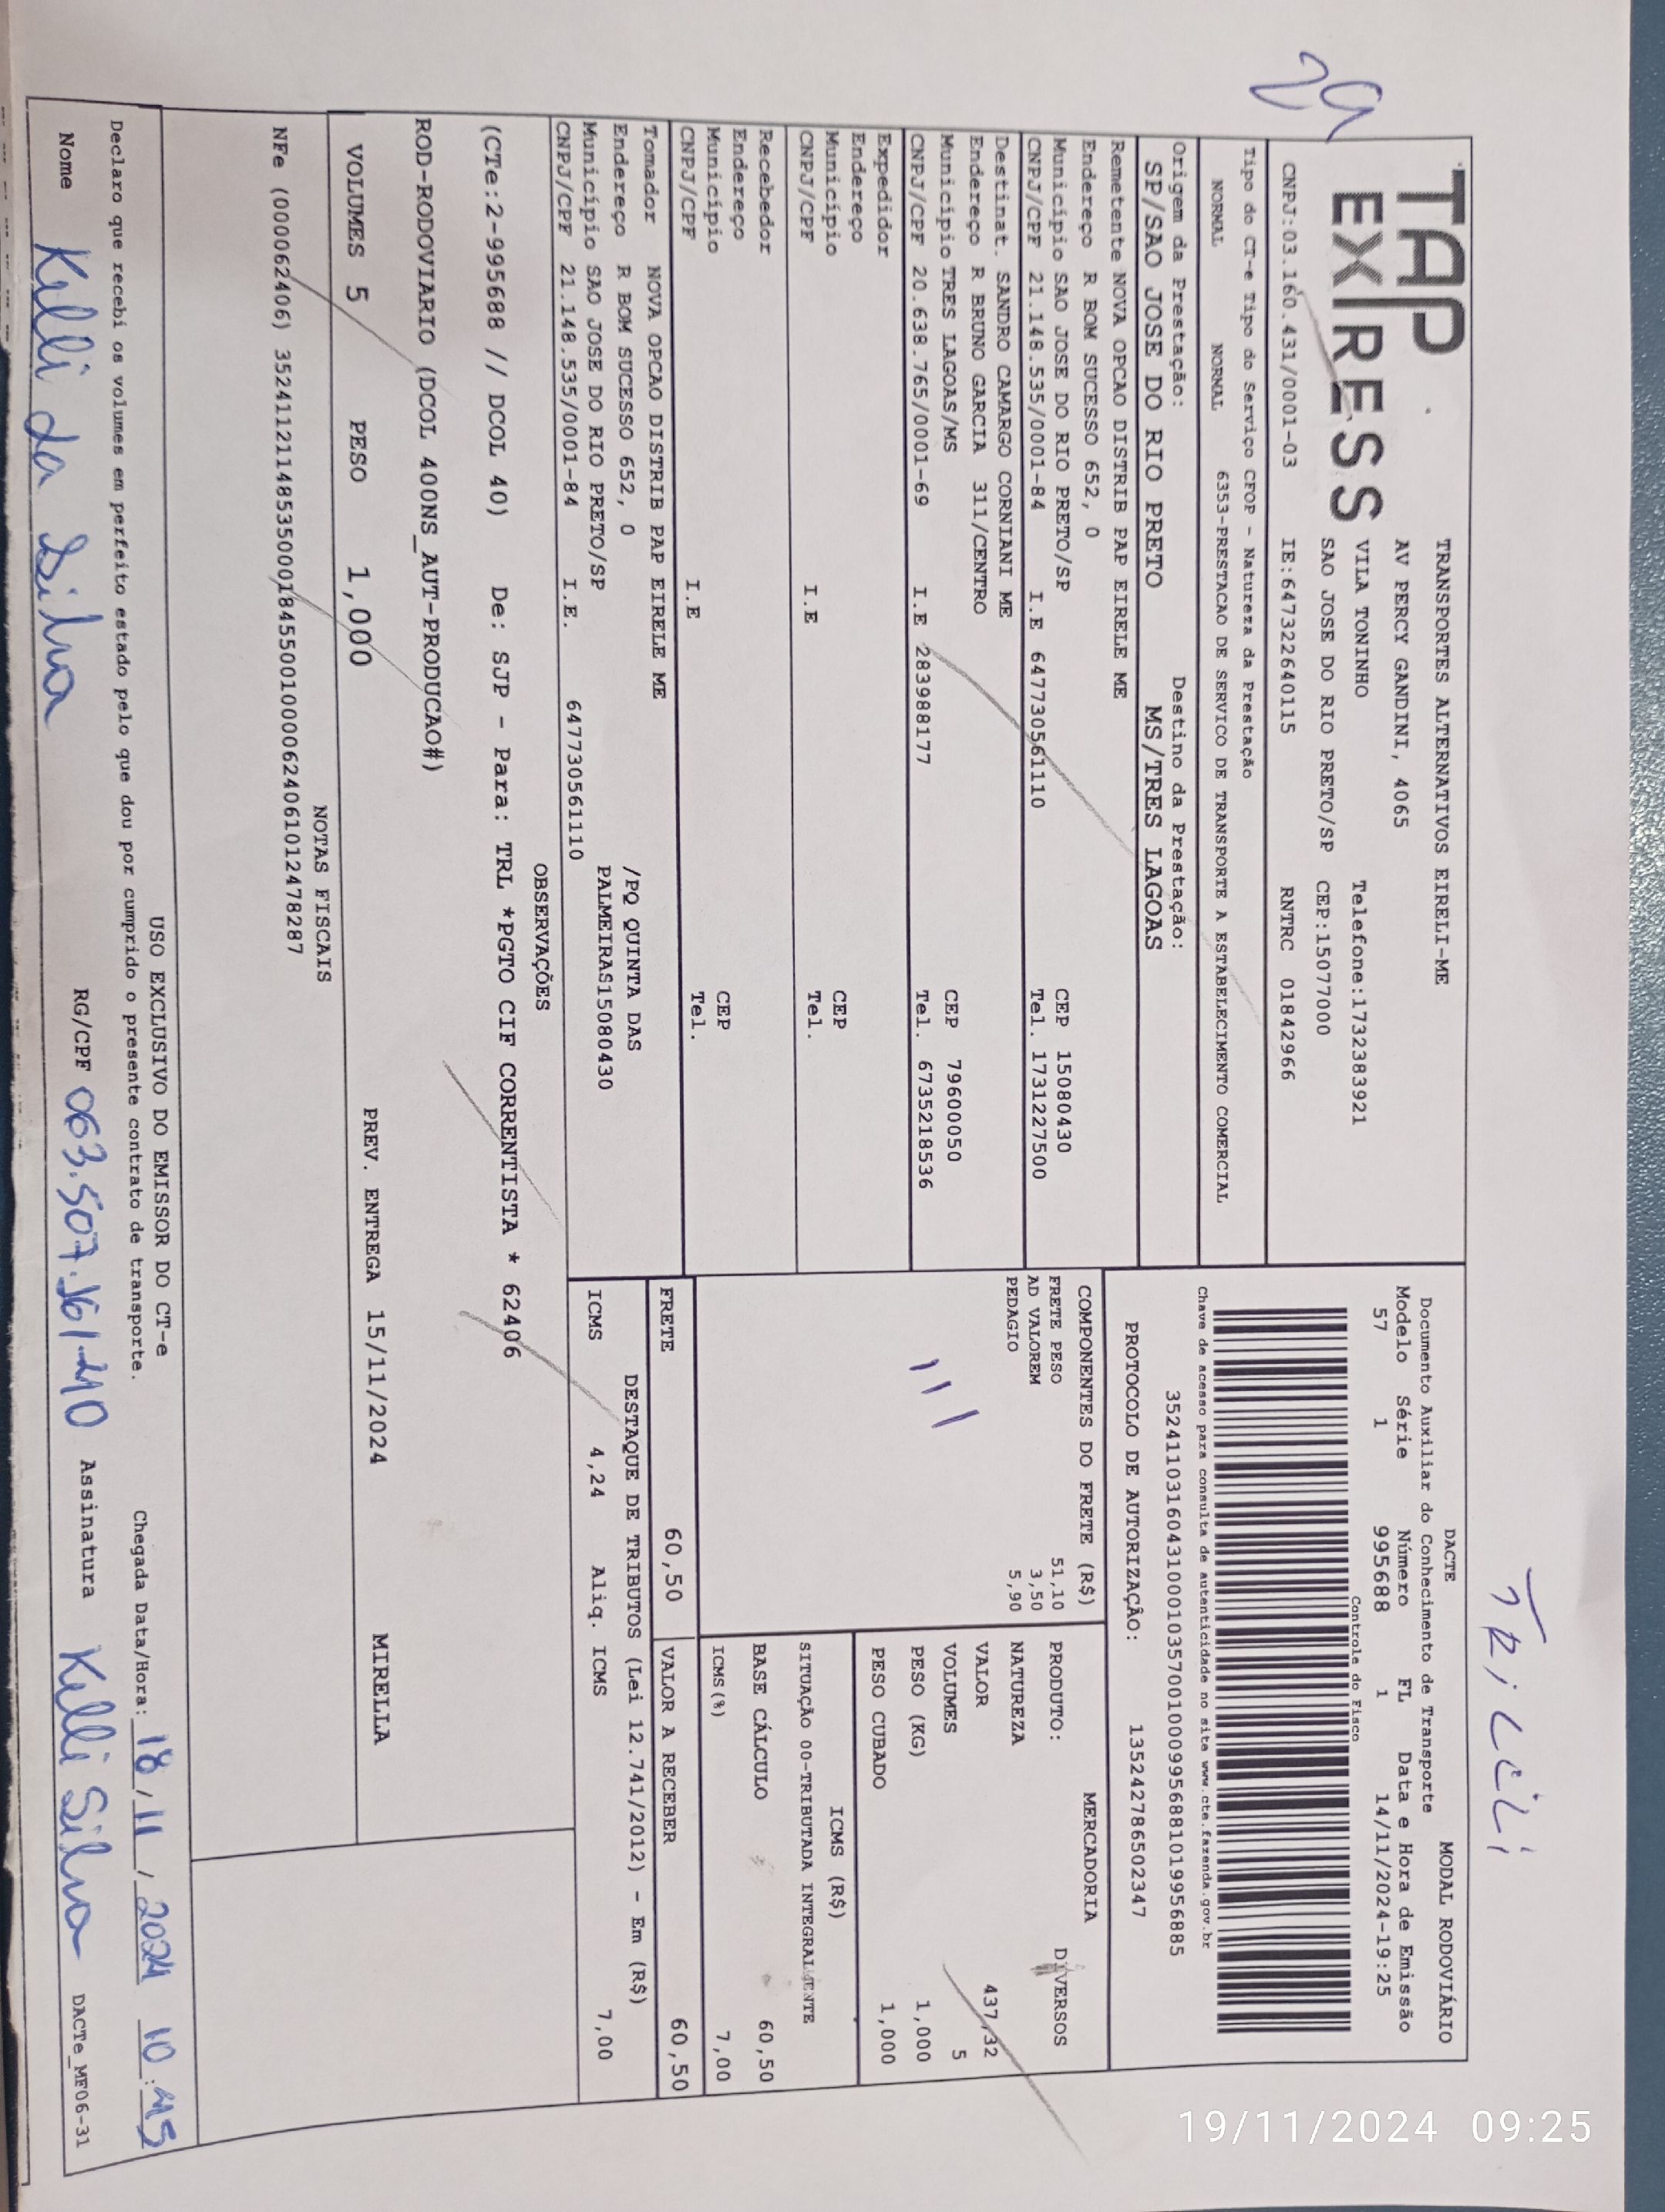 TRiLiLi
29
TAP
EXPRESS
TRANSPORTES ALTERNATIVOS EIRELI-ME
AV PERCY GANDINI, 4065
VILA TONINHO
Telefone:1732383921
SAO JOSE DO RIO PRETO/SP CEP:15077000
CNPJ:03.160.431/0001-03 IE:647322640115 RNTRC 01842966
Tipo do CT-e Tipo do Serviço CFOP - Natureza da Prestação
NORMAL NORMAL 6353-PRESTACAO DE SERVICO DE TRANSPORTE A ESTABELECIMENTO COMERCIAL
Origem da Prestação: Destino da Prestação:
SP/SAO JOSE DO RIO PRETO MS/TRES LAGOAS
Remetente NOVA OPCAO DISTRIB PAP EIRELE ME
Endereço R BOM SUCESSO 652, 0
Município SAO JOSE DO RIO PRETO/SP CEP 15080430
CNPJ/CPF 21.148.535/0001-84 I.E 647730561110 Tel. 1731227500
Destinat. SANDRO CAMARGO CORNIANI ME
Endereço R BRUNO GARCIA 311/CENTRO
Município TRES LAGOAS/MS CEP 79600050
CNPJ/CPF 20.638.765/0001-69 I.E 283988177 Tel. 6735218536
Expedidor
Endereço
Município CEP
CNPJ/CPF I.E Tel.
Recebedor
Endereço
Município CEP
CNPJ/CPF I.E Tel.
Tomador NOVA OPCAO DISTRIB PAP EIRELE ME
Endereço R BOM SUCESSO 652, 0 /PQ QUINTA DAS
Município SAO JOSE DO RIO PRETO/SP PALMEIRAS15080430
CNPJ/CPF 21.148.535/0001-84 I.E. 647730561110
DACTE MODAL RODOVIÁRIO
Documento Auxiliar do Conhecimento de Transporte
Modelo Série Número FL Data e Hora de Emissão
57 1 995688 1 14/11/2024-19:25
Controle do Fisco
Chave de acesso para consulta de autenticidade no site www.cte.fazenda.gov.br
35241103160431000103570010009956881019956885
PROTOCOLO DE AUTORIZAÇÃO: 135242786502347
COMPONENTES DO FRETE (R$)
FRETE PESO 51,10
AD VALOREM 3,50
PEDAGIO 5,90
MERCADORIA
PRODUTO: DIVERSOS
NATUREZA
VALOR 437,32
VOLUMES 5
PESO (KG) 1,000
PESO CUBADO 1,000
ICMS (R$)
SITUAÇÃO 00-TRIBUTADA INTEGRALMENTE
BASE CÁLCULO 60,50
ICMS(%) 7,00
FRETE 60,50 VALOR A RECEBER 60,50
DESTAQUE DE TRIBUTOS (Lei 12.741/2012) - Em (R$)
ICMS 4,24 Aliq. ICMS 7,00
OBSERVAÇÕES
(CTe:2-995688 // DCOL 40) De: SJP - Para: TRL *PGTO CIF CORRENTISTA * 62406
ROD-RODOVIARIO (DCOL 400NS_AUT-PRODUCAO#)
VOLUMES 5 PESO 1,000 PREV. ENTREGA 15/11/2024 MIRELLA
NOTAS FISCAIS
NFe (000062406) 35241121148535000184550010000624061012478287
USO EXCLUSIVO DO EMISSOR DO CT-e
Declaro que recebi os volumes em perfeito estado pelo que dou por cumprido o presente contrato de transporte. Chegada Data/Hora: 18/11/2024 10:45
Nome Kelli da Silva RG/CPF 063.507.161-40 Assinatura Kelli Silva DACTe_MF06-31
19/11/2024 09:25